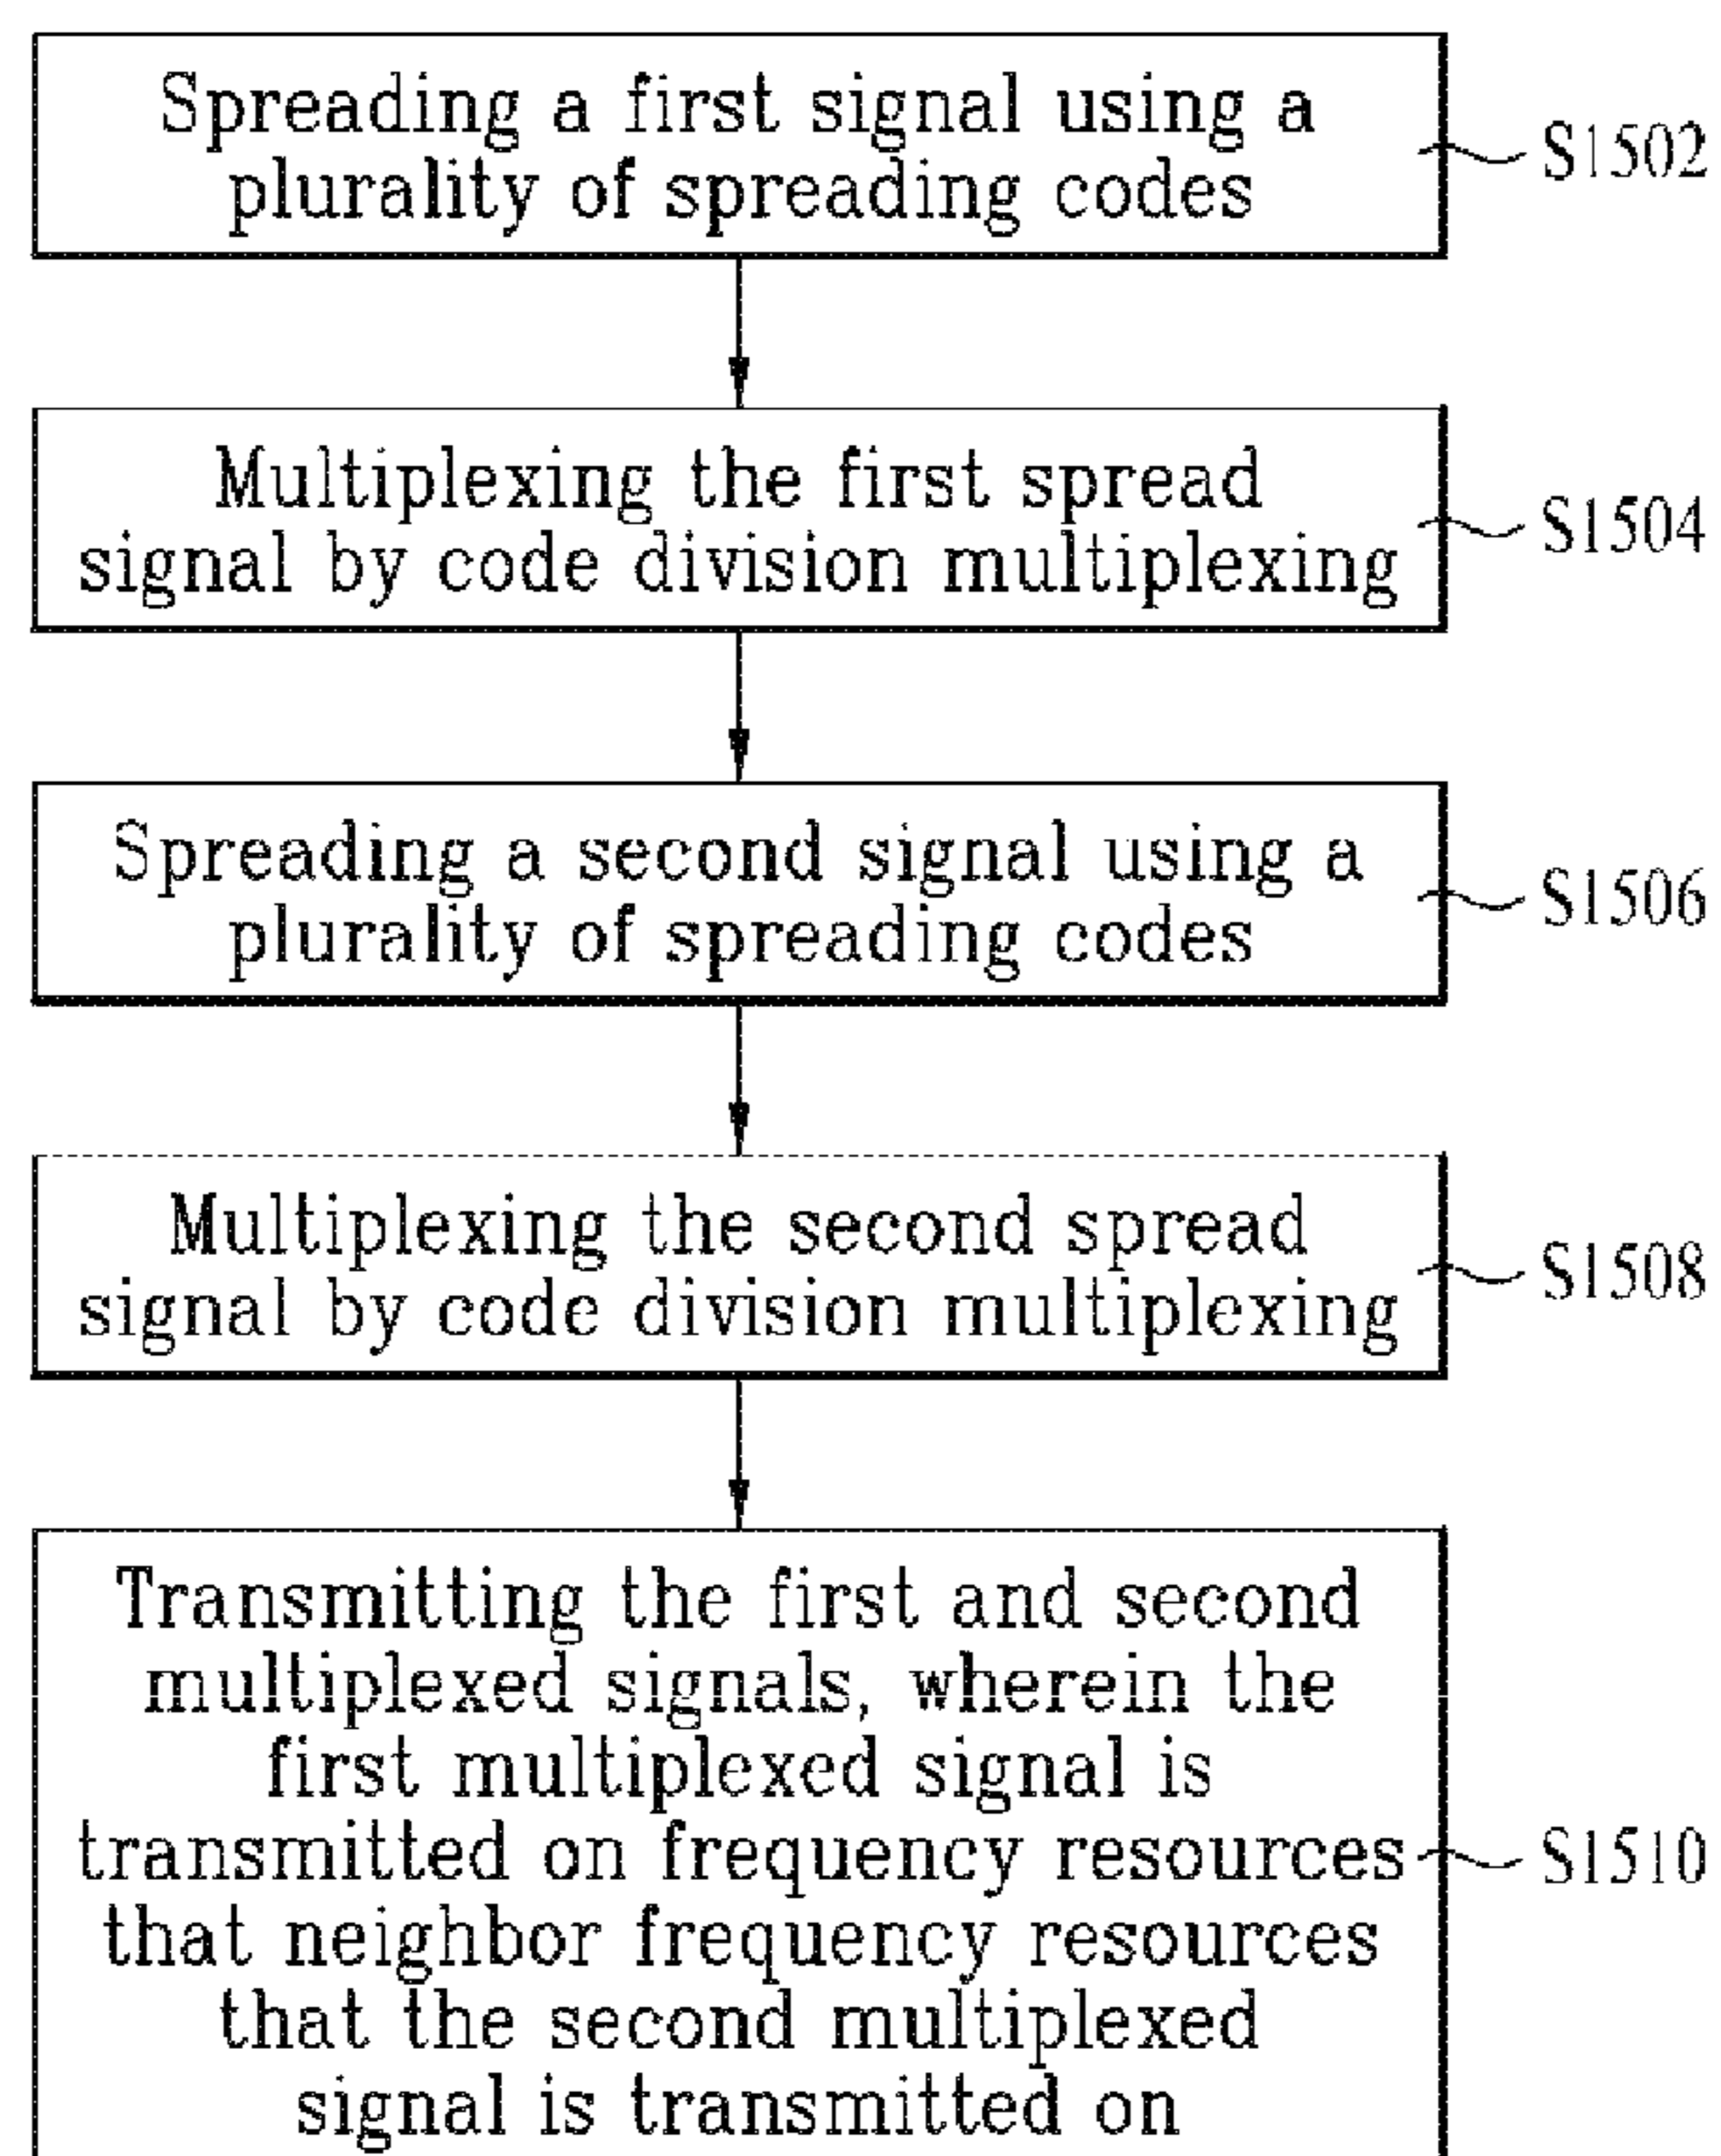 Spreading a first signal using a
plurality of spreading codes
S1502
Multiplexing the first spread
signal by code division multiplexing
S1504
Spreading a second signal using a
plurality of spreading codes
S1506
Multiplexing the second spread
signal by code division multiplexing
S1508
Transmitting the first and second
multiplexed signals, wherein the
first multiplexed signal is
transmitted on frequency resources
that neighbor frequency resources
that the second multiplexed
signal is transmitted on
S1510